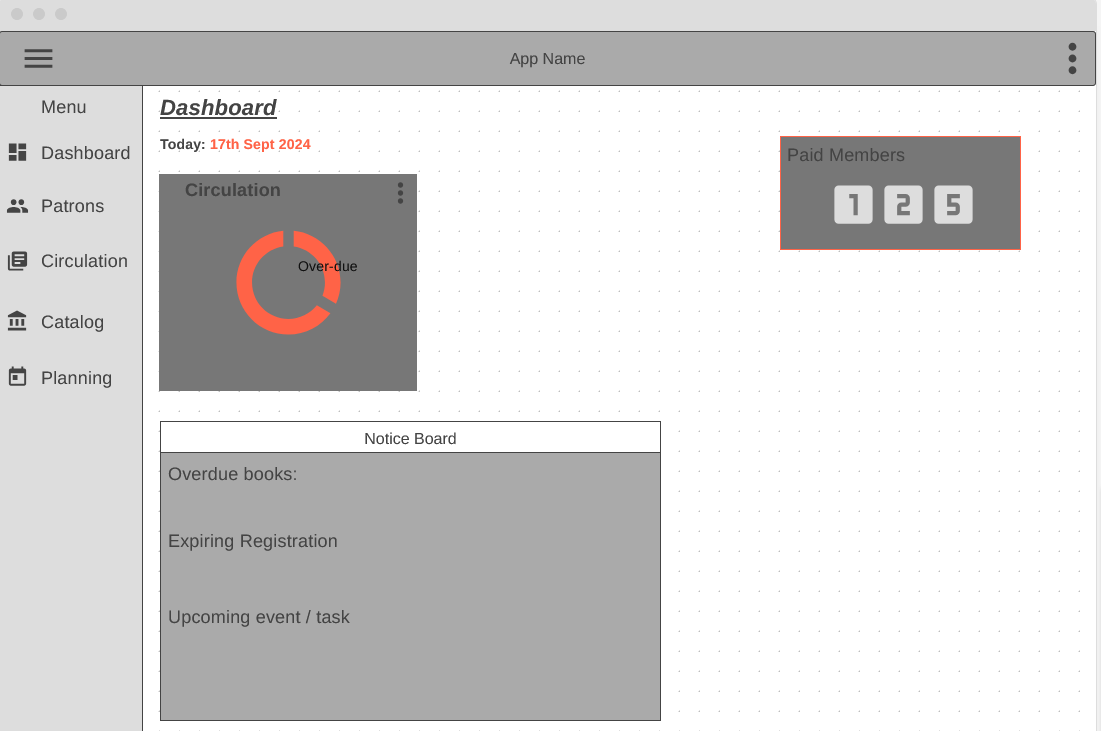 App Name
Menu
Dashboard
Patrons
Circulation
Catalog
Planning
Dashboard
Today: 17th Sept 2024
Circulation
Over-due
Paid Members
1 2 5
Notice Board
Overdue books:
Expiring Registration
Upcoming event / task